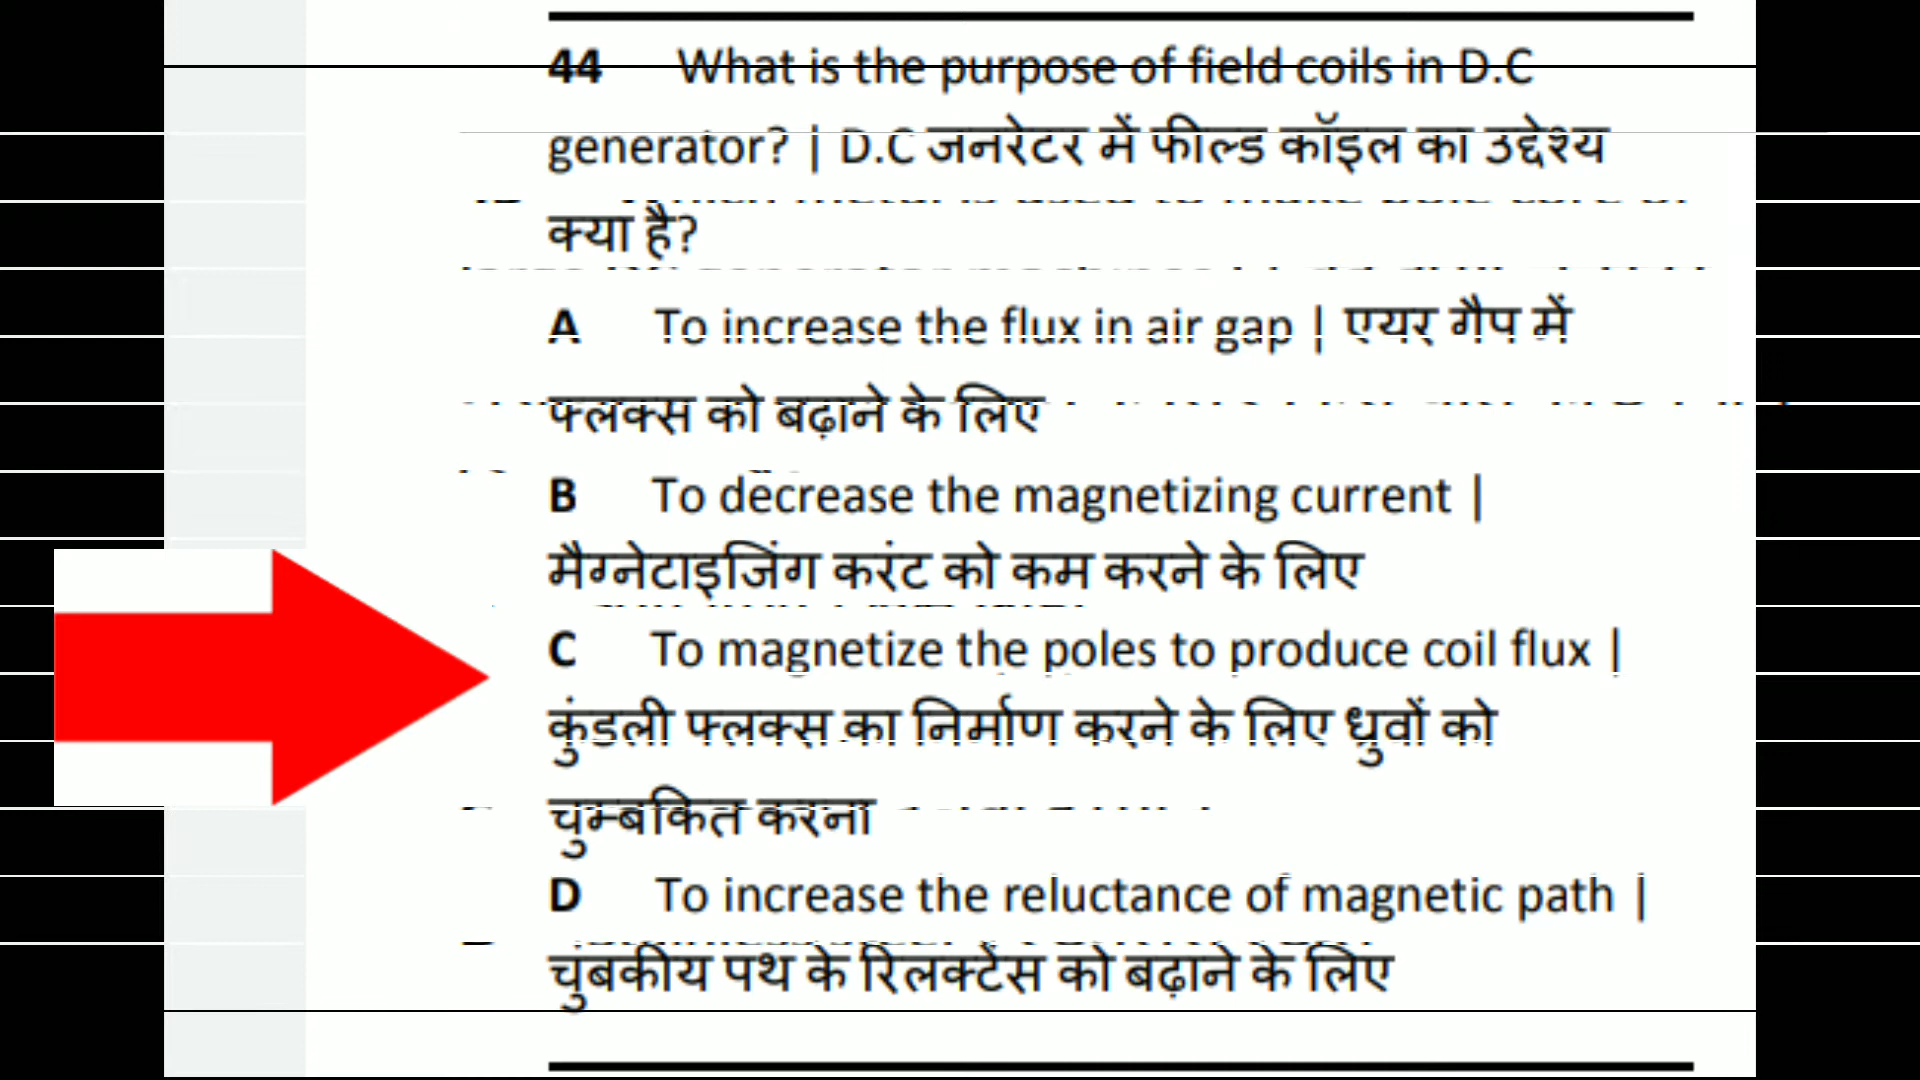 44 What is the purpose of field coils in D.C
generator? | D.C जनरेटर में फील्ड कॉइल का उद्देश्य
क्या है?
A To increase the flux in air gap | एयर गैप में
फ्लक्स को बढ़ाने के लिए
B To decrease the magnetizing current |
मैग्नेटाइजिंग करंट को कम करने के लिए
C To magnetize the poles to produce coil flux |
कुंडली फ्लक्स का निर्माण करने के लिए ध्रुवों को
चुम्बकित करना
D To increase the reluctance of magnetic path |
चुंबकीय पथ के रिलक्टेंस को बढ़ाने के लिए